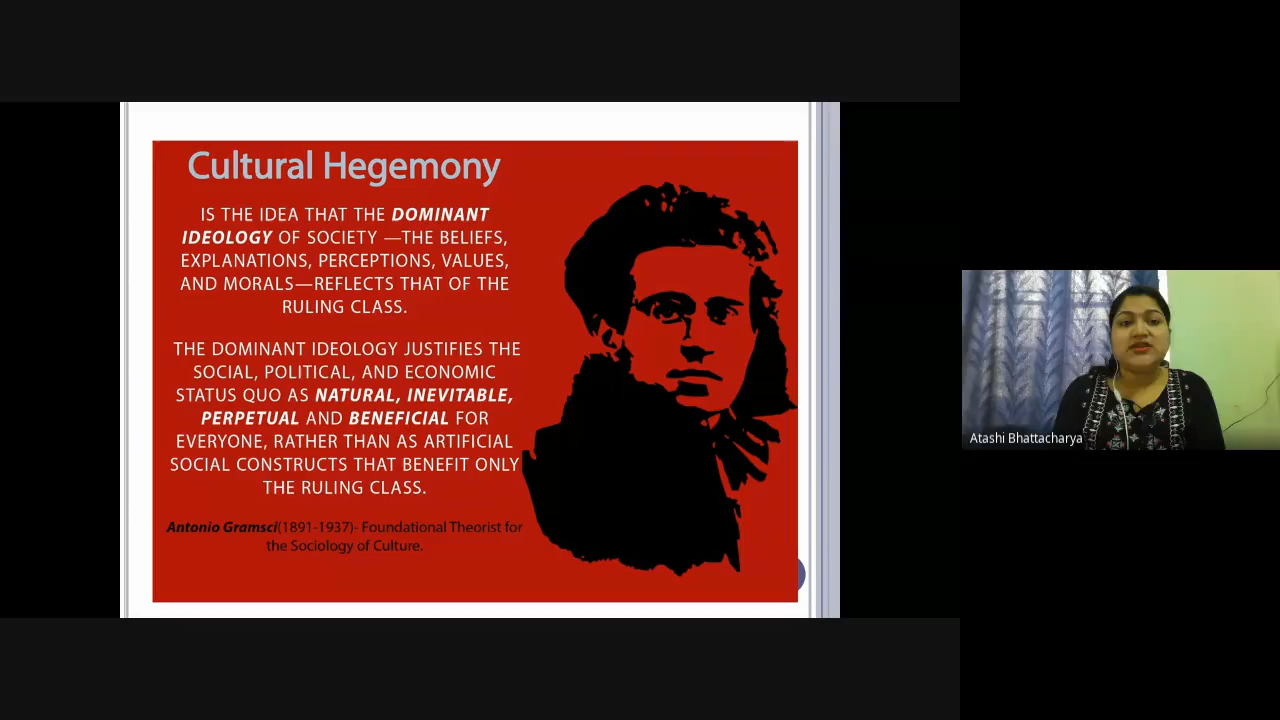 Cultural Hegemony
IS THE IDEA THAT THE DOMINANT
IDEOLOGY OF SOCIETY —THE BELIEFS,
EXPLANATIONS, PERCEPTIONS, VALUES,
AND MORALS—REFLECTS THAT OF THE
RULING CLASS.
THE DOMINANT IDEOLOGY JUSTIFIES THE
SOCIAL, POLITICAL, AND ECONOMIC
STATUS QUO AS NATURAL, INEVITABLE,
PERPETUAL AND BENEFICIAL FOR
EVERYONE, RATHER THAN AS ARTIFICIAL
SOCIAL CONSTRUCTS THAT BENEFIT ONLY
THE RULING CLASS.
Antonio Gramsci(1891-1937)- Foundational Theorist for
the Sociology of Culture.
Atashi Bhattacharya